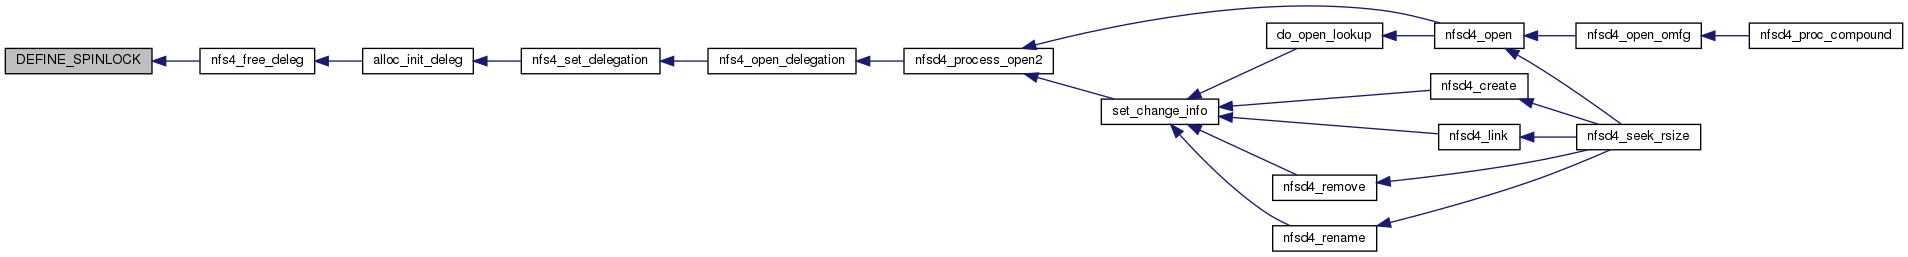 DEFINE_SPINLOCK
nfs4_free_deleg
alloc_init_deleg
nfs4_set_delegation
nfs4_open_delegation
nfsd4_process_open2
set_change_info
do_open_lookup
nfsd4_open
nfsd4_open_omfg
nfsd4_proc_compound
nfsd4_create
nfsd4_link
nfsd4_seek_rsize
nfsd4_remove
nfsd4_rename